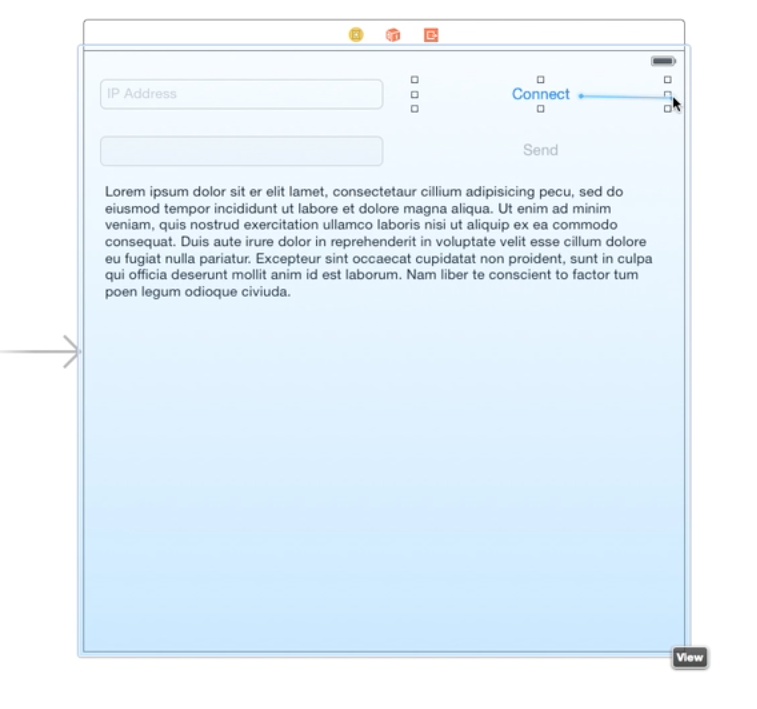 IP Address
Connect
Send
Lorem ipsum dolor sit er elit lamet, consectetaur cillium adipisicing pecu, sed do
eiusmod tempor incididunt ut labore et dolore magna aliqua. Ut enim ad minim
veniam, quis nostrud exercitation ullamco laboris nisi ut aliquip ex ea commodo
consequat. Duis aute irure dolor in reprehenderit in voluptate velit esse cillum dolore
eu fugiat nulla pariatur. Excepteur sint occaecat cupidatat non proident, sunt in culpa
qui officia deserunt mollit anim id est laborum. Nam liber te conscient to factor tum
poen legum odioque civiuda.
View